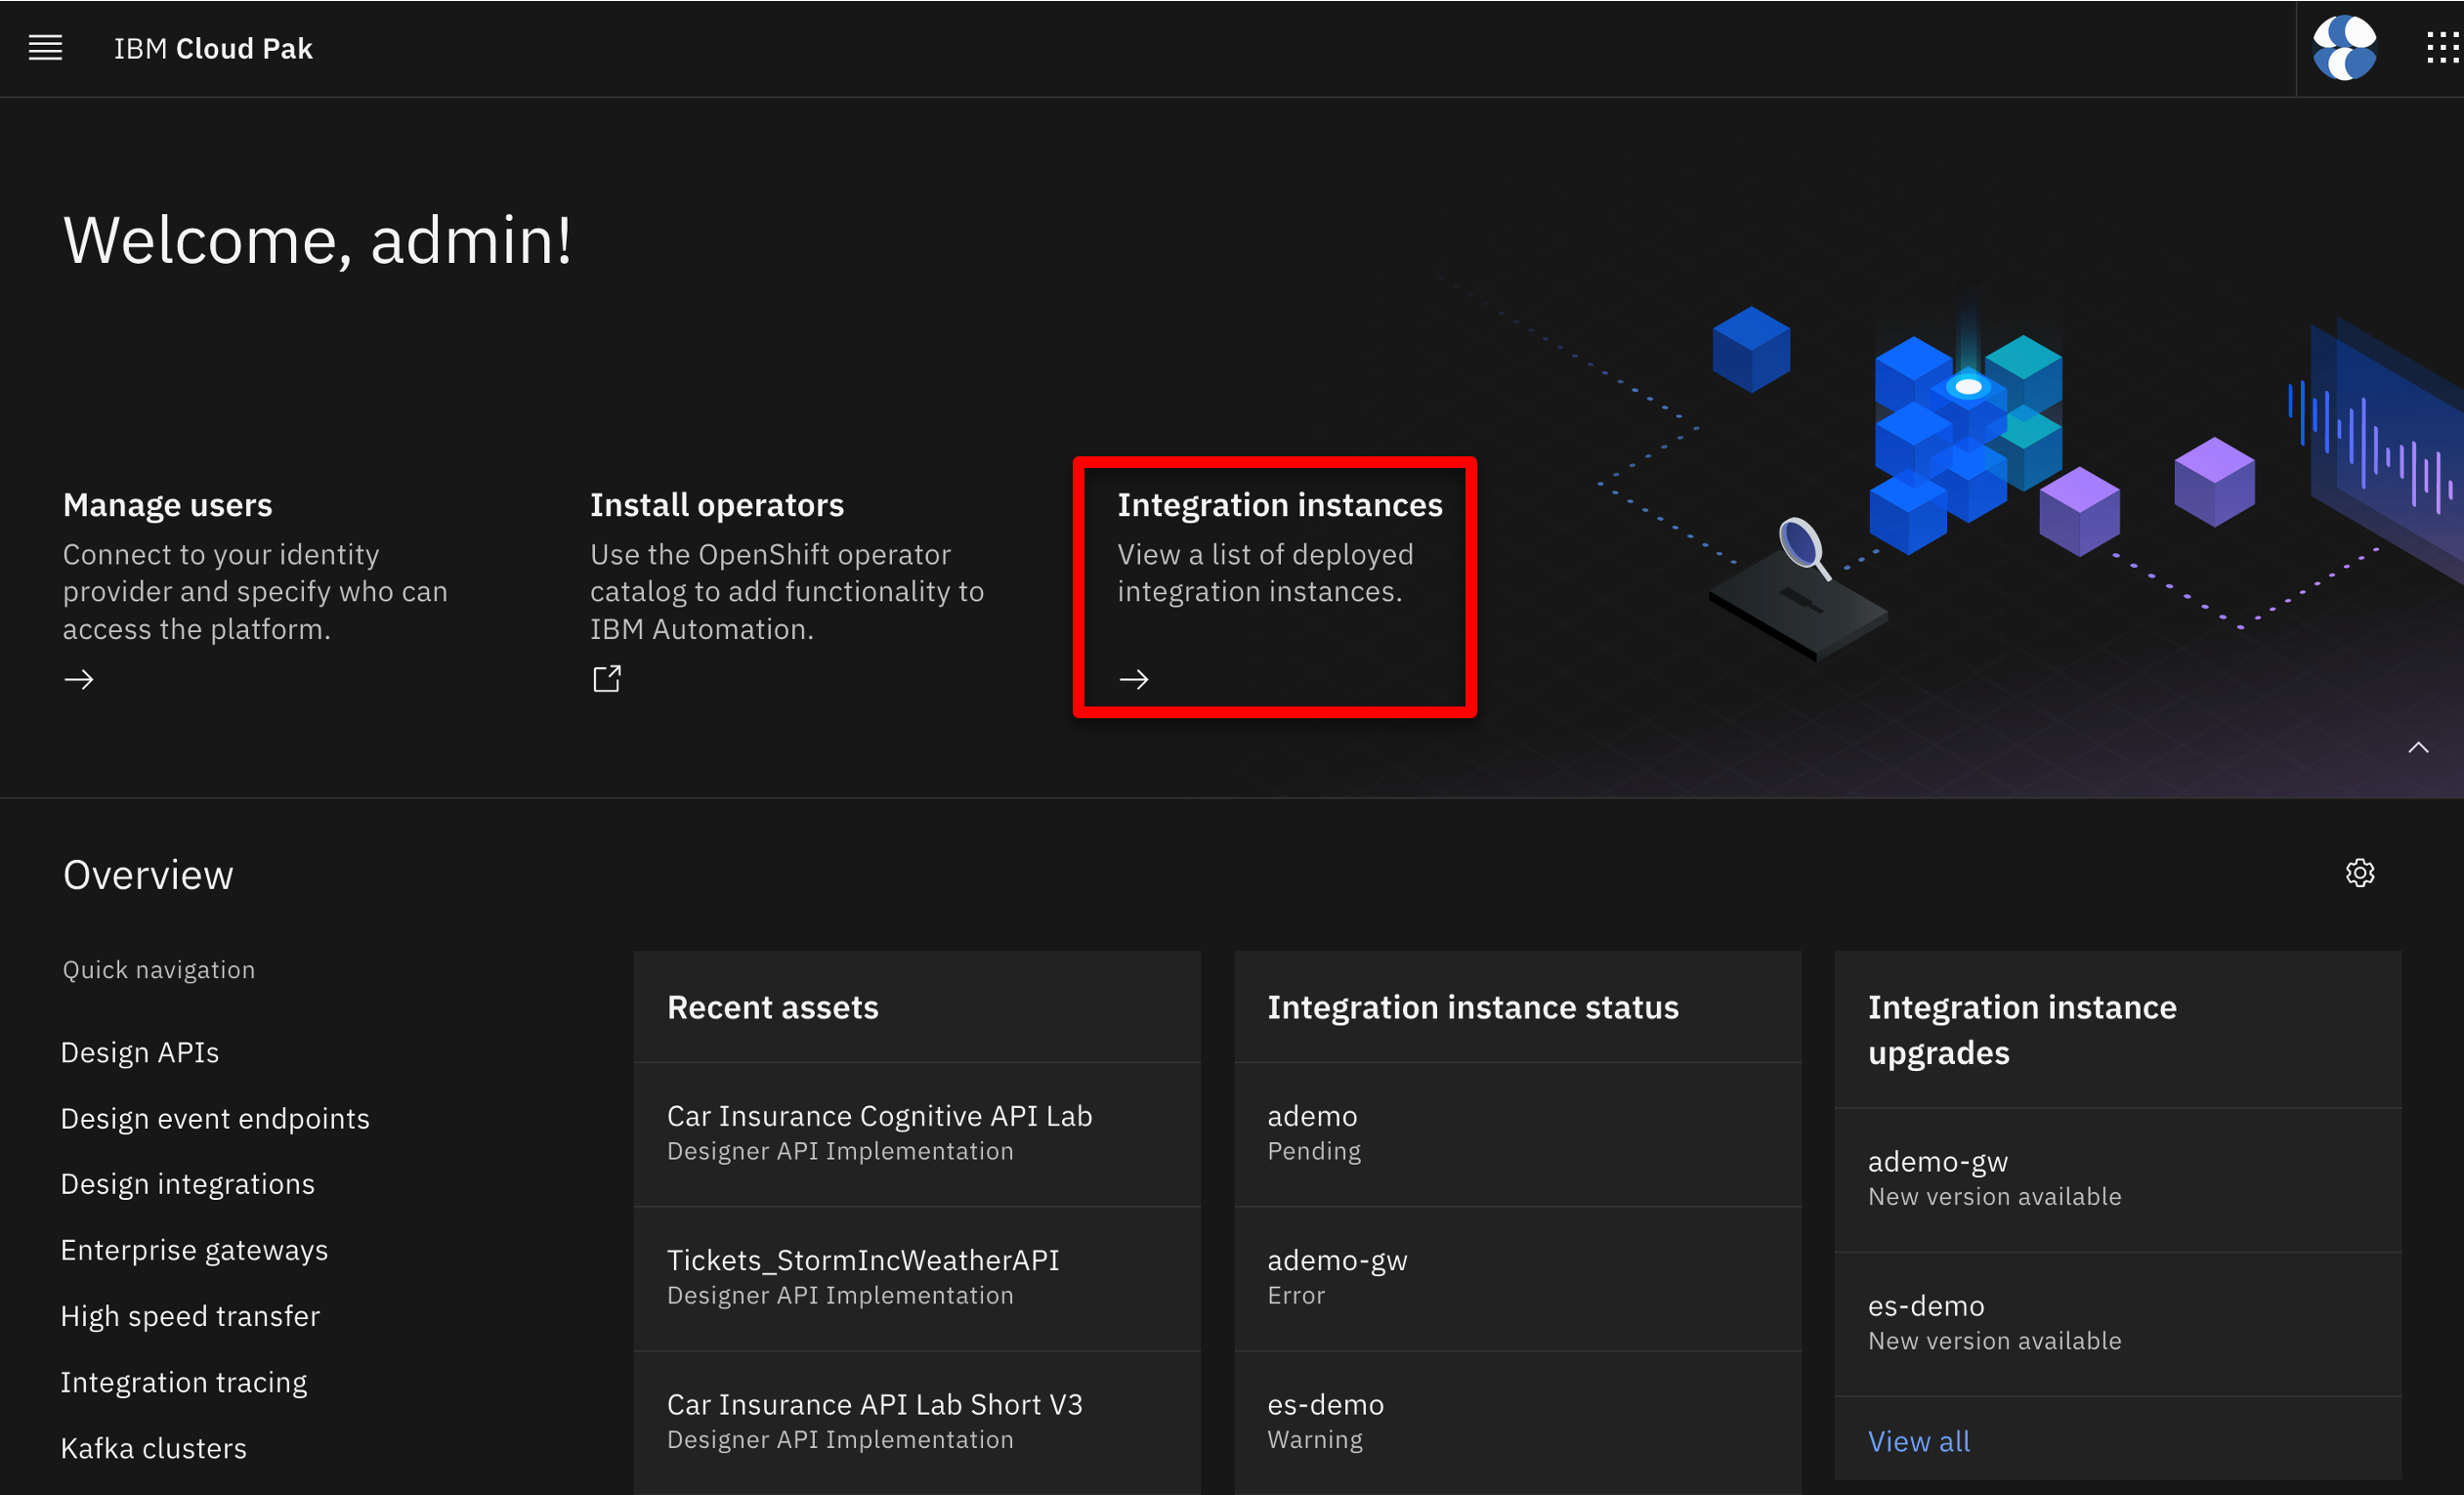 IBM Cloud Pak
Welcome, admin!
Manage users
Connect to your identity
provider and specify who can
access the platform.
Install operators
Use the OpenShift operator
catalog to add functionality to
IBM Automation.
Integration instances
View a list of deployed
integration instances.
Overview
Quick navigation
Design APIs
Design event endpoints
Design integrations
Enterprise gateways
High speed transfer
Integration tracing
Kafka clusters
Recent assets
Car Insurance Cognitive API Lab
Designer API Implementation
Tickets_StormIncWeatherAPI
Designer API Implementation
Car Insurance API Lab Short V3
Designer API Implementation
Integration instance status
ademo
Pending
ademo-gw
Error
es-demo
Warning
Integration instance
upgrades
ademo-gw
New version available
es-demo
New version available
View all